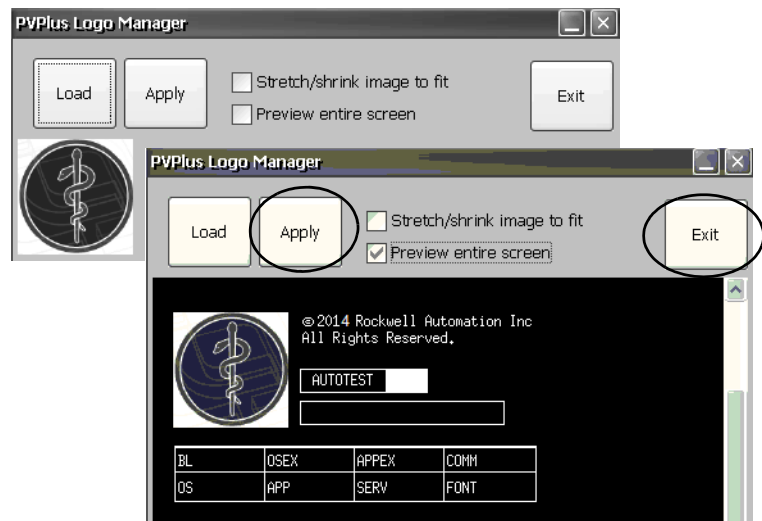 PVPlus Logo Manager
Load
Apply
Stretch/shrink image to fit
Preview entire screen
Exit
PVPlus Logo Manager
Load
Apply
Stretch/shrink image to fit
Preview entire screen
Exit
©2014 Rockwell Automation Inc
All Rights Reserved.
AUTOTEST
BL OSEX APPEX COMM
OS APP SERV FONT